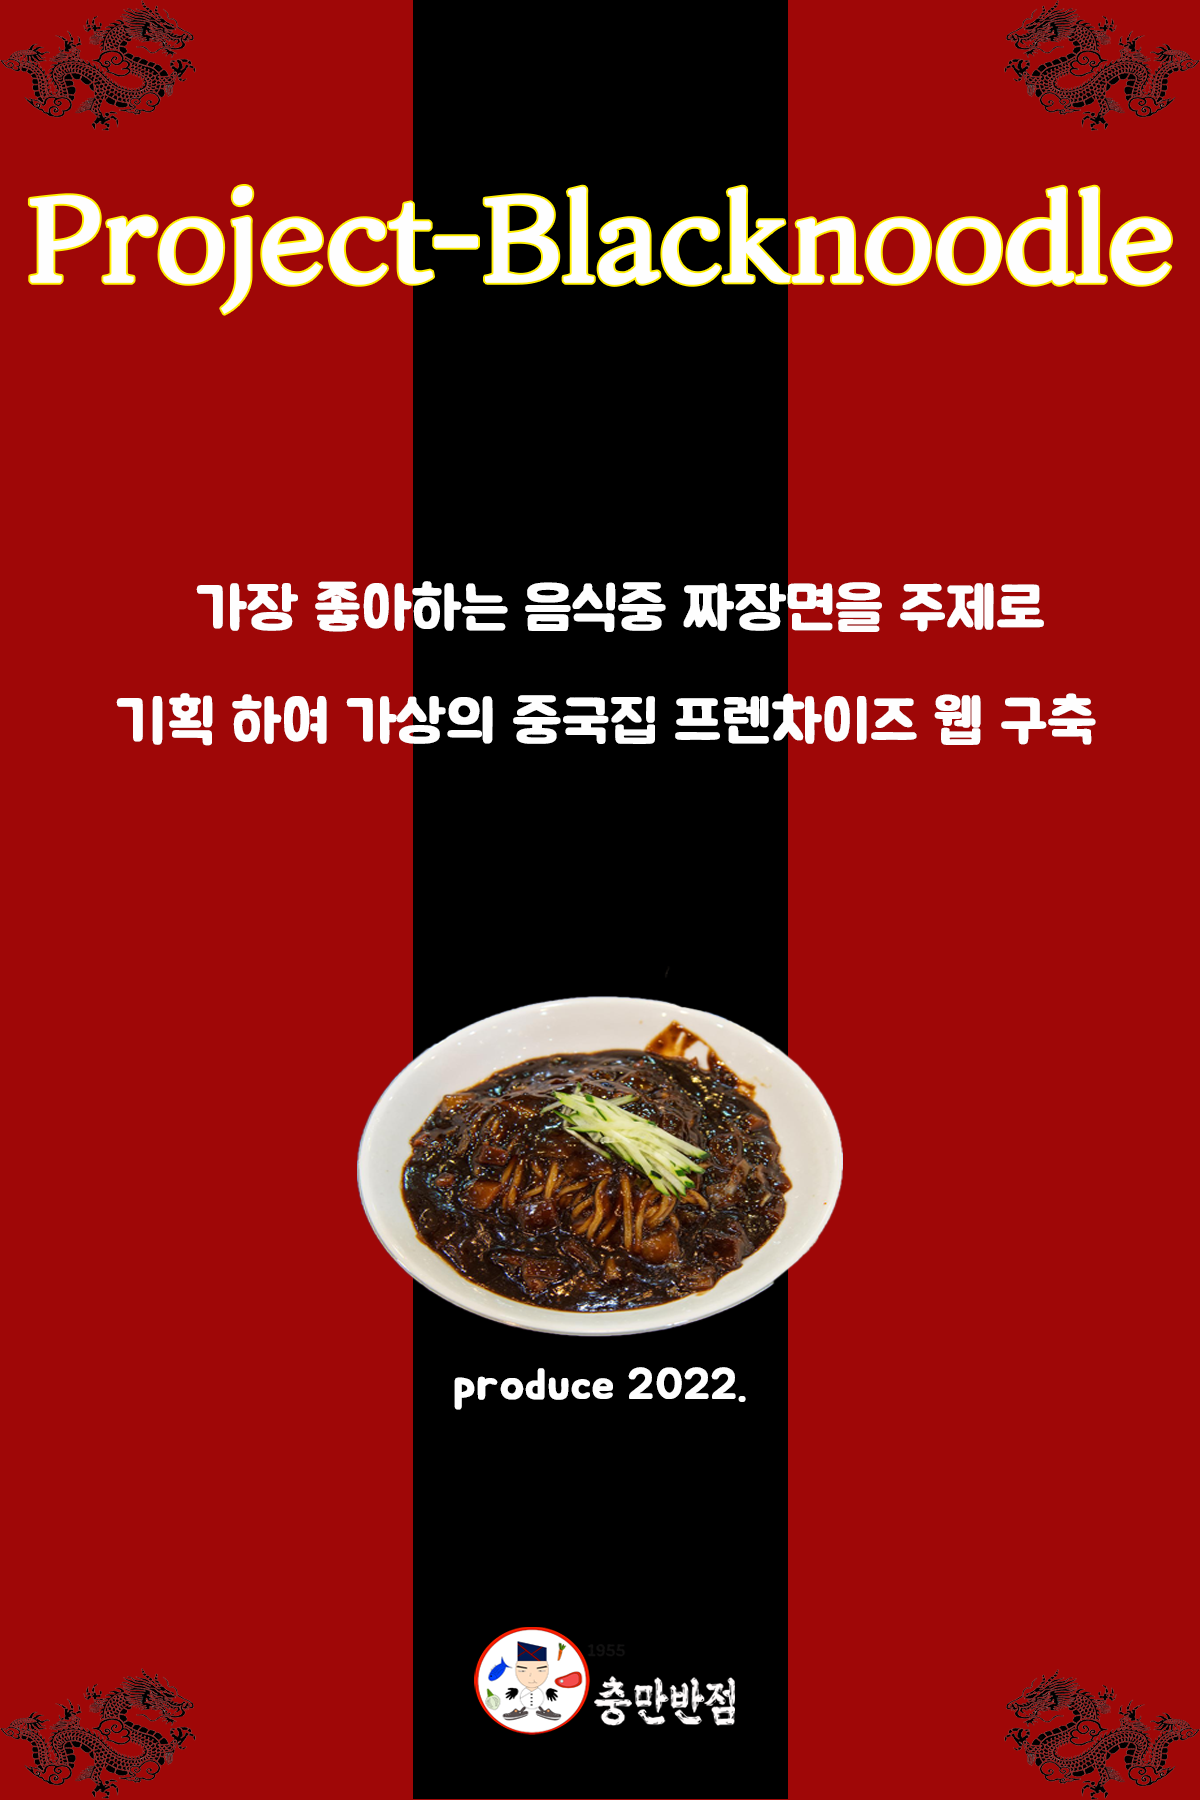 Project-Blacknoodle
가장 좋아하는 음식중 짜장면을 주제로
기획 하여 가상의 중국집 프렌차이즈 웹 구축
produce 2022.
1955
충만반점